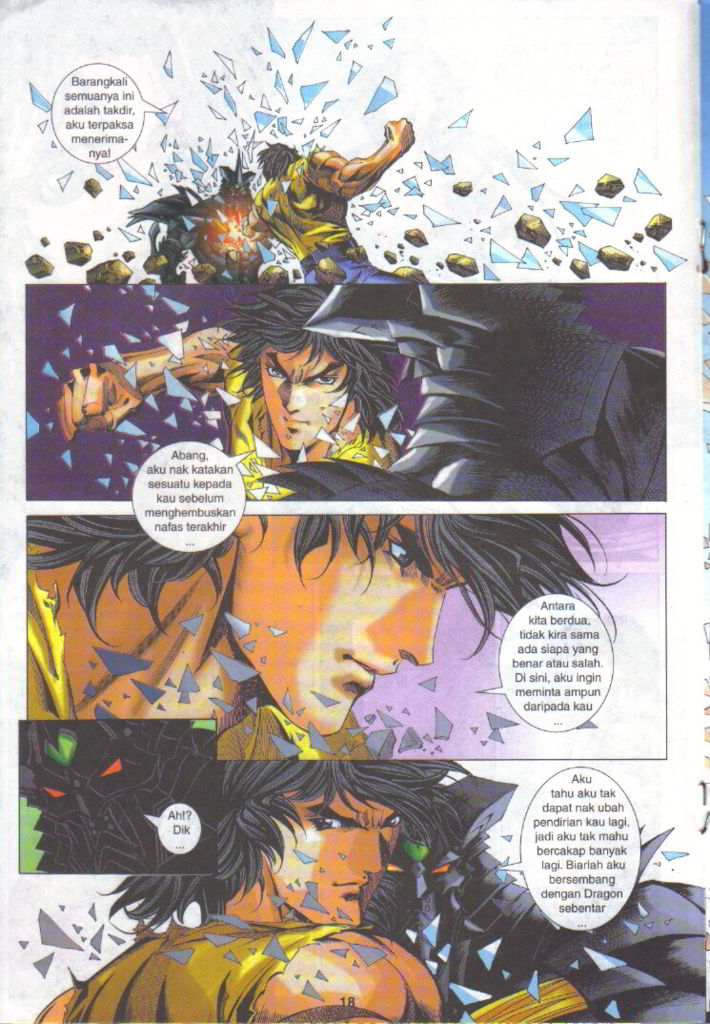 Barangkali
semuanya ini
adalah takdir,
aku terpaksa
menerima-
nya!
Abang,
aku nak katakan
sesuatu kepada
kau sebelum
menghembuskan
nafas terakhir
...
Antara
kita berdua,
tidak kira sama
ada siapa yang
benar atau salah.
Di sini, aku ingin
meminta ampun
daripada kau
...
Ah!?
Dik
...
Aku
tahu aku tak
dapat nak ubah
pendirian kau lagi,
jadi aku tak mahu
bercakap banyak
lagi. Biarlah aku
bersembang
dengan Dragon
sebentar
...
18